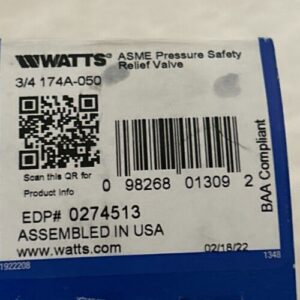 WATTS® ASME Pressure Safety
Relief Valve
3/4 174A-050
Scan this QR for
Product Info
0 98268 01309 2
BAA Compliant
EDP# 0274513
ASSEMBLED IN USA
www.watts.com
02/18/22
1922208
1348